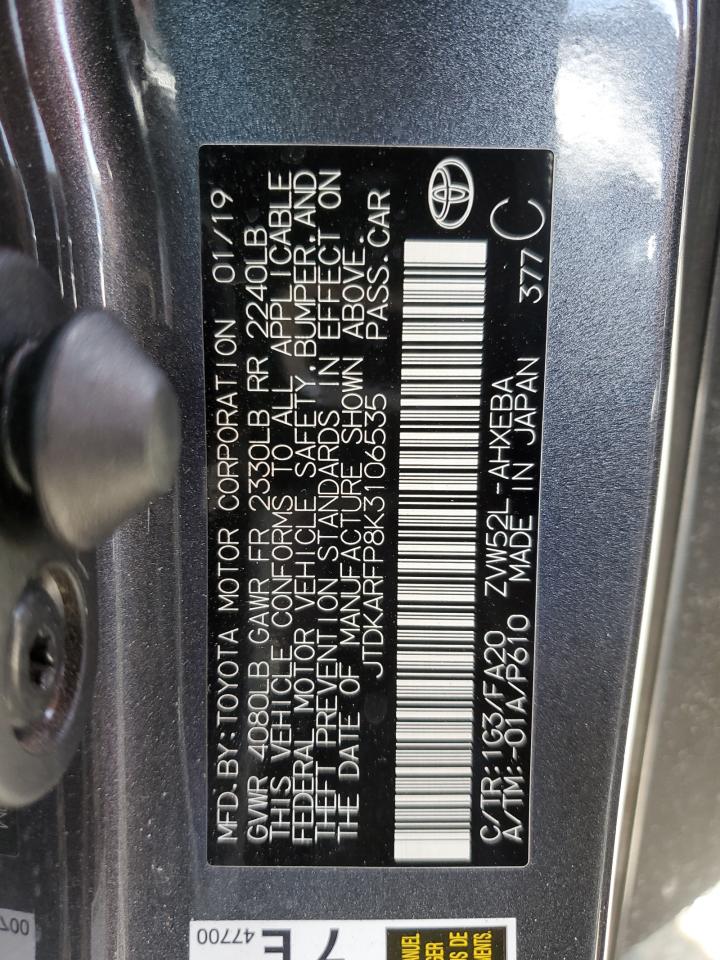 MFD. BY: TOYOTA MOTOR CORPORATION 01/19
GVWR 4080LB GAWR FR 2330LB RR 2240LB
THIS VEHICLE CONFORMS TO ALL APPLICABLE
FEDERAL MOTOR VEHICLE SAFETY, BUMPER, AND
THEFT PREVENTION STANDARDS IN EFFECT ON
THE DATE OF MANUFACTURE SHOWN ABOVE.
JTDKARFP8K3106535 PASS. CAR
C/TR: 1G3/FA20 ZVW52L-AHXEBA
A/TM: -01A/P610 MADE IN JAPAN 377 C
47700
7E